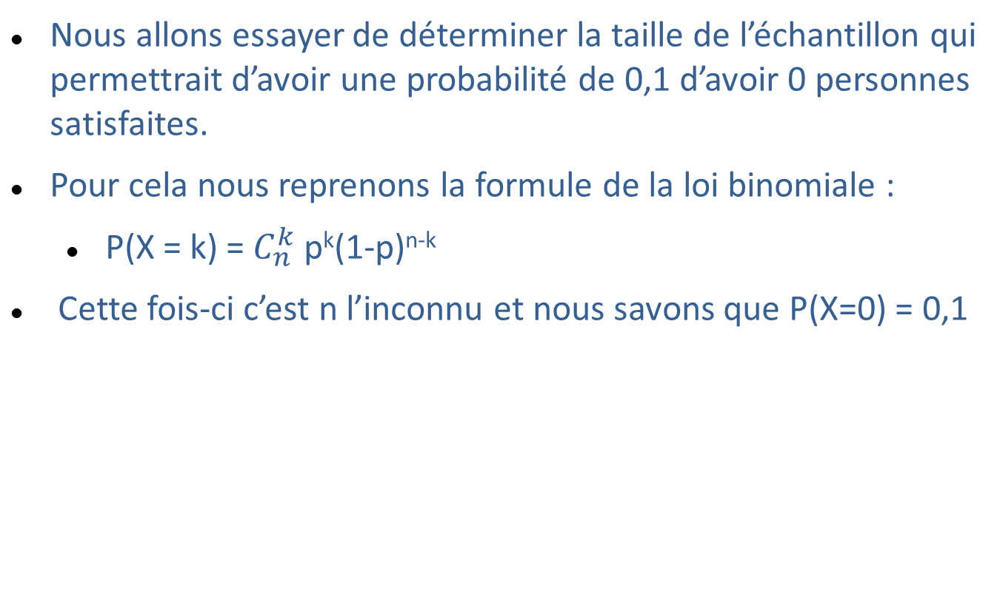 • Nous allons essayer de déterminer la taille de l’échantillon qui
permettrait d’avoir une probabilité de 0,1 d’avoir 0 personnes
satisfaites.
• Pour cela nous reprenons la formule de la loi binomiale :
• P(X = k) = $C_n^k$ p^k(1-p)^{n-k}
• Cette fois-ci c’est n l’inconnu et nous savons que P(X=0) = 0,1